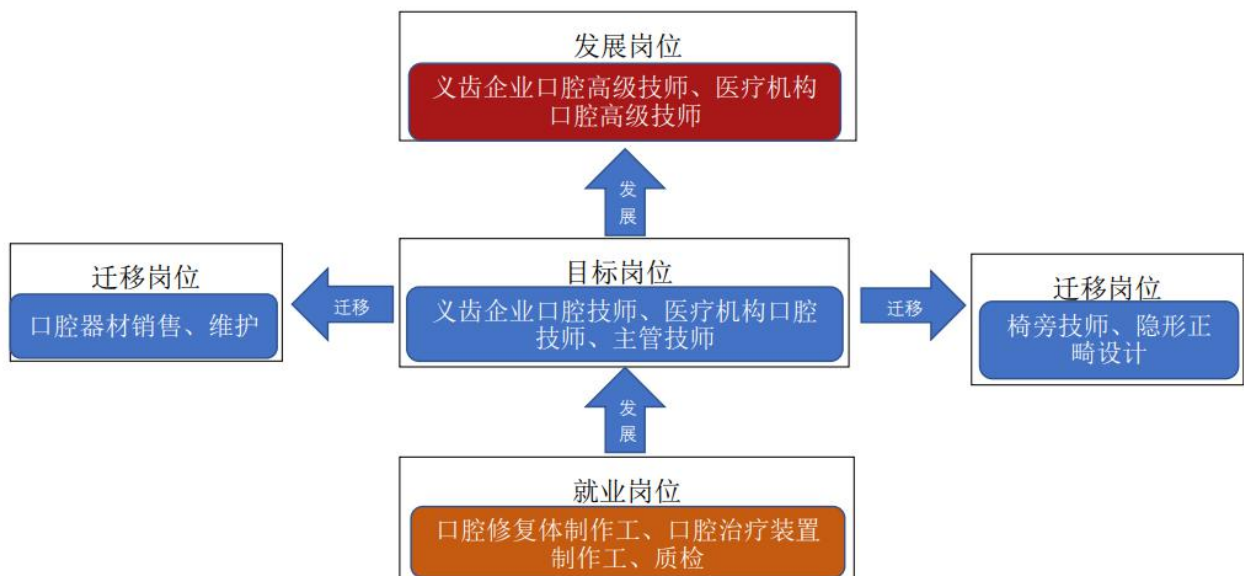 发展岗位
义齿企业口腔高级技师、医疗机构
口腔高级技师
发
展
迁移岗位
口腔器材销售、维护
迁移
目标岗位
义齿企业口腔技师、医疗机构口腔
技师、主管技师
迁移
迁移岗位
椅旁技师、隐形正
畸设计
发
展
就业岗位
口腔修复体制作工、口腔治疗装置
制作工、质检